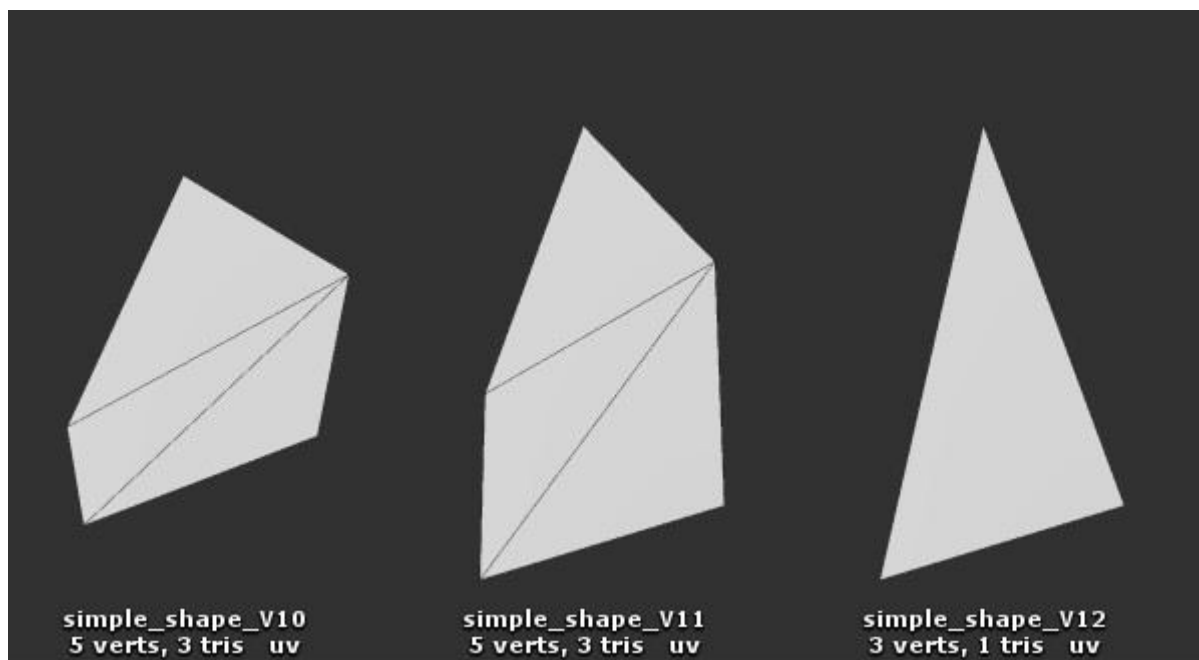 simple_shape_V10
5 verts, 3 tris uv
simple_shape_V11
5 verts, 3 tris uv
simple_shape_V12
3 verts, 1 tris uv